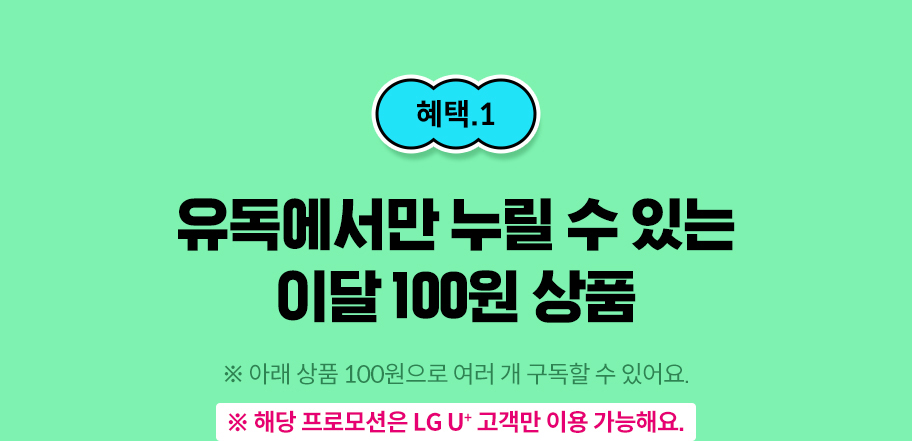 혜택.1
유독에서만 누릴 수 있는
이달 100원 상품
※ 아래 상품 100원으로 여러 개 구독할 수 있어요.
※ 해당 프로모션은 LG U⁺ 고객만 이용 가능해요.